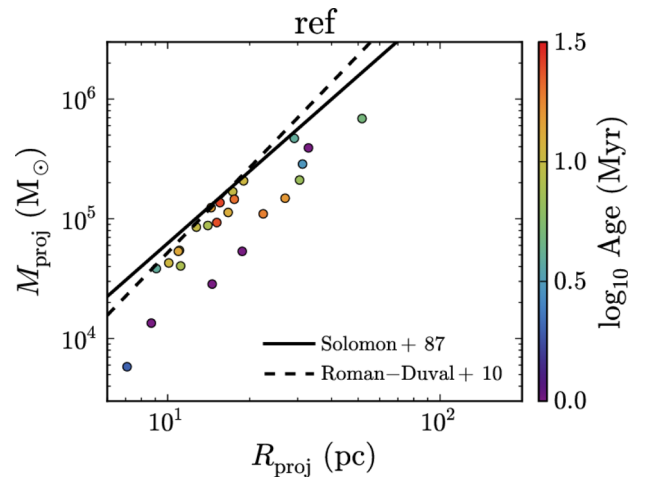 ref
M_proj (M_⊙)
10^6
10^5
10^4
10^1
10^2
R_proj (pc)
Solomon + 87
Roman−Duval + 10
1.5
1.0
0.5
0.0
log_10 Age (Myr)